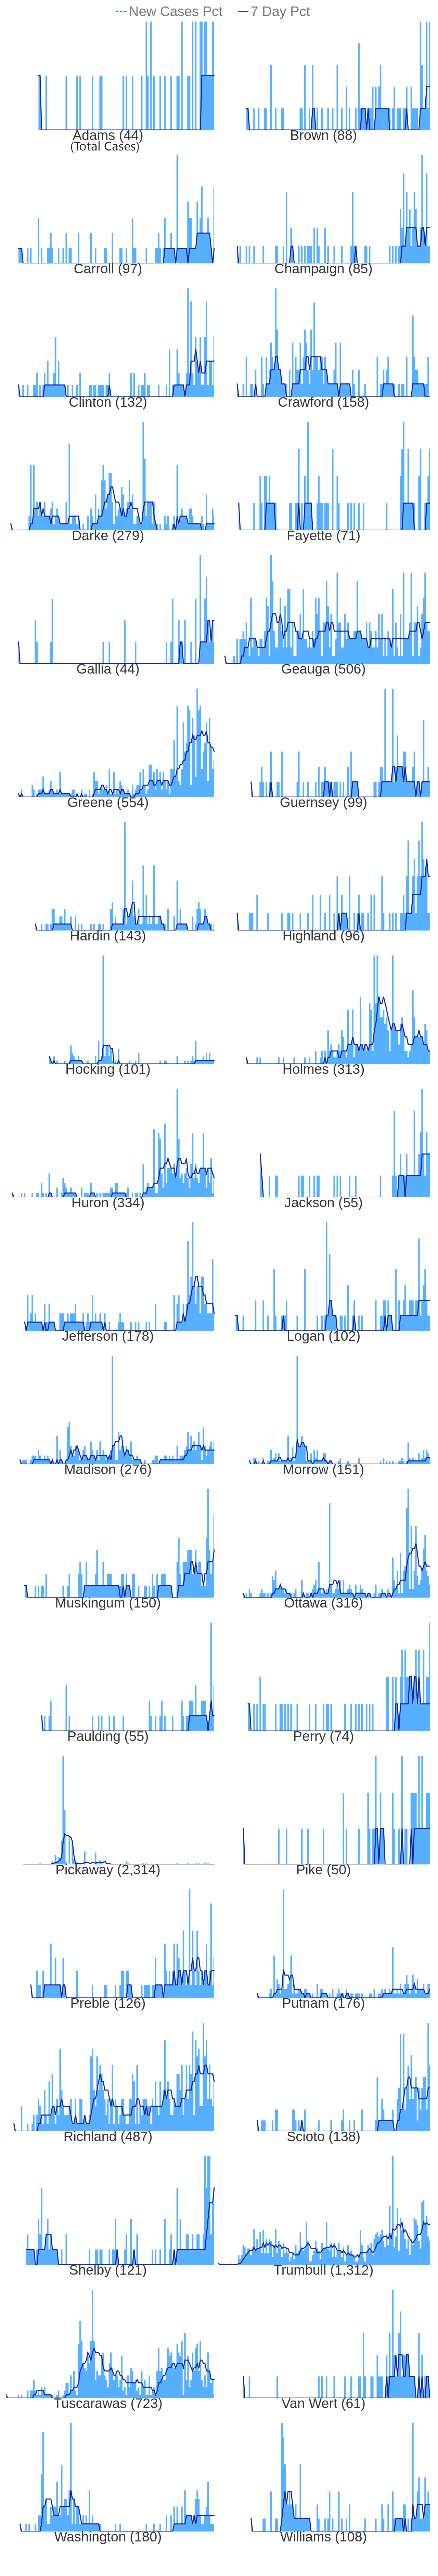 New Cases Pct 7 Day Pct
Adams (44) Brown (88)
(Total Cases)
Carroll (97) Champaign (85)
Clinton (132) Crawford (158)
Darke (279) Fayette (71)
Gallia (44) Geauga (506)
Greene (554) Guernsey (99)
Hardin (143) Highland (96)
Hocking (101) Holmes (313)
Huron (334) Jackson (55)
Jefferson (178) Logan (102)
Madison (276) Morrow (151)
Muskingum (150) Ottawa (316)
Paulding (55) Perry (74)
Pickaway (2,314) Pike (50)
Preble (126) Putnam (176)
Richland (487) Scioto (138)
Shelby (121) Trumbull (1,312)
Tuscarawas (723) Van Wert (61)
Washington (180) Williams (108)